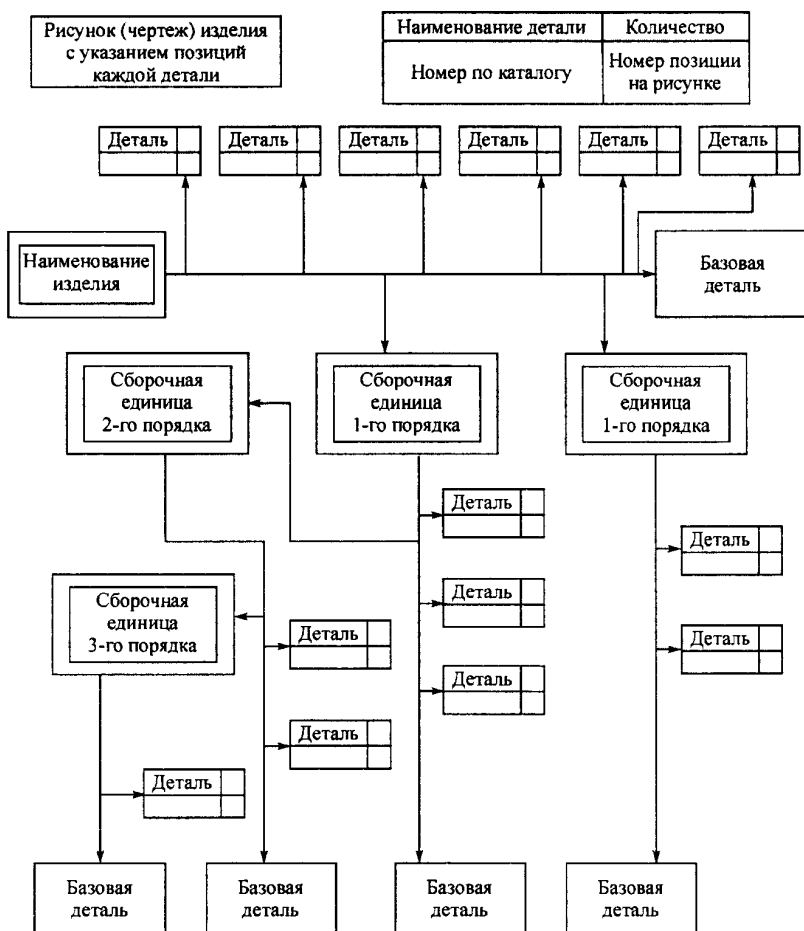 Рисунок (чертеж) изделия
с указанием позиций
каждой детали
Наименование детали
Количество
Номер по каталогу
Номер позиции
на рисунке
Деталь
Деталь
Деталь
Деталь
Деталь
Деталь
Наименование
изделия
Базовая
деталь
Сборочная
единица
2-го порядка
Сборочная
единица
1-го порядка
Сборочная
единица
1-го порядка
Деталь
Деталь
Деталь
Деталь
Деталь
Сборочная
единица
3-го порядка
Деталь
Деталь
Деталь
Базовая
деталь
Базовая
деталь
Базовая
деталь
Базовая
деталь